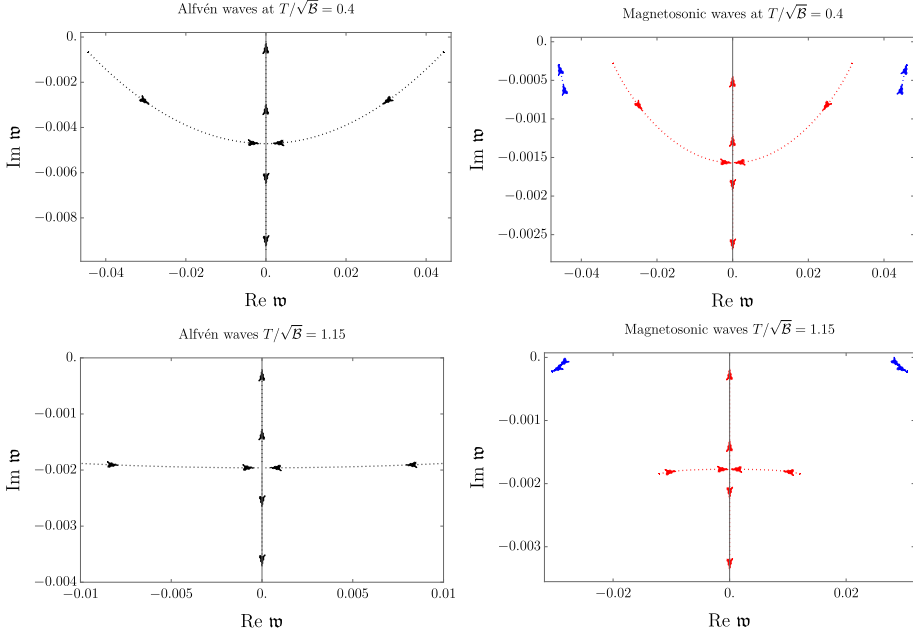 Alfvén waves at T/√ℬ = 0.4
Im 𝔴
0.
−0.002
−0.004
−0.006
−0.008
−0.04 −0.02 0. 0.02 0.04
Re 𝔴
Magnetosonic waves at T/√ℬ = 0.4
Im 𝔴
0.
−0.0005
−0.001
−0.0015
−0.002
−0.0025
−0.04 −0.02 0. 0.02 0.04
Re 𝔴
Alfvén waves T/√ℬ = 1.15
Im 𝔴
0.
−0.001
−0.002
−0.003
−0.004
−0.01 −0.005 0. 0.005 0.01
Re 𝔴
Magnetosonic waves T/√ℬ = 1.15
Im 𝔴
0.
−0.001
−0.002
−0.003
−0.02 0. 0.02
Re 𝔴